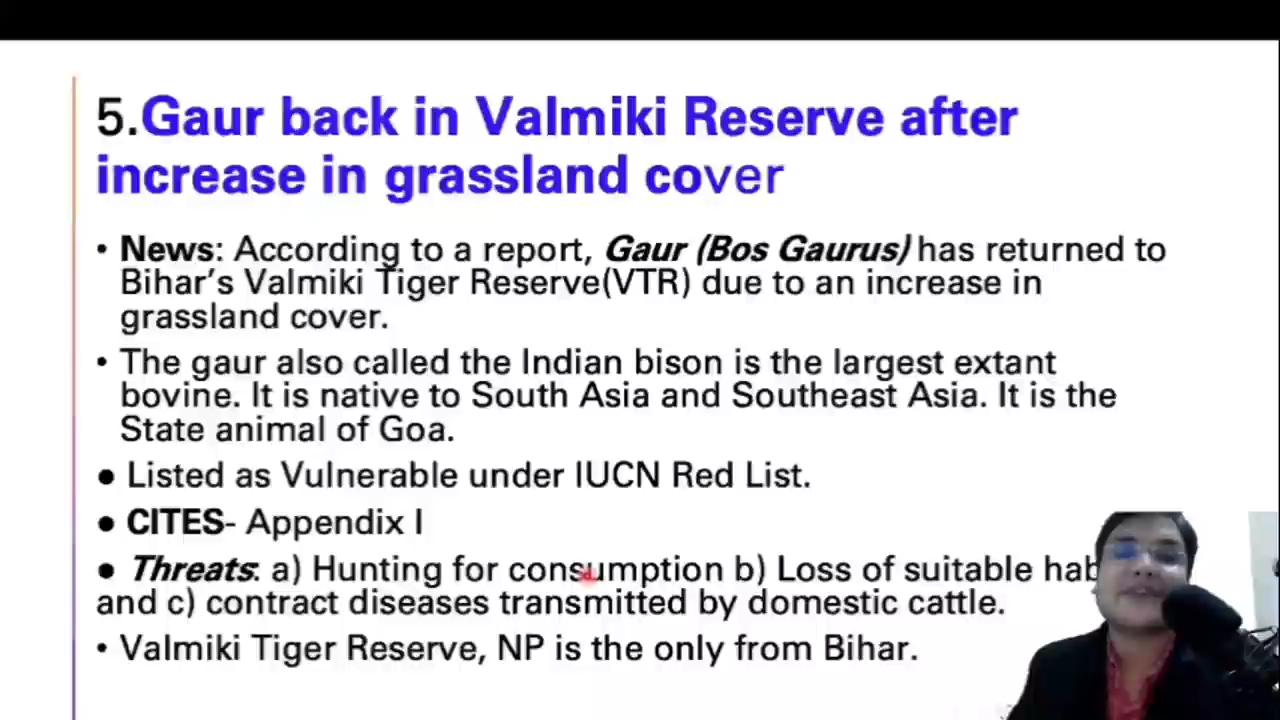 5.Gaur back in Valmiki Reserve after
increase in grassland cover
• News: According to a report, Gaur (Bos Gaurus) has returned to
Bihar's Valmiki Tiger Reserve(VTR) due to an increase in
grassland cover.
• The gaur also called the Indian bison is the largest extant
bovine. It is native to South Asia and Southeast Asia. It is the
State animal of Goa.
● Listed as Vulnerable under IUCN Red List.
● CITES- Appendix I
● Threats: a) Hunting for consumption b) Loss of suitable
and c) contract diseases transmitted by domestic cattle.
• Valmiki Tiger Reserve, NP is the only from Bihar.